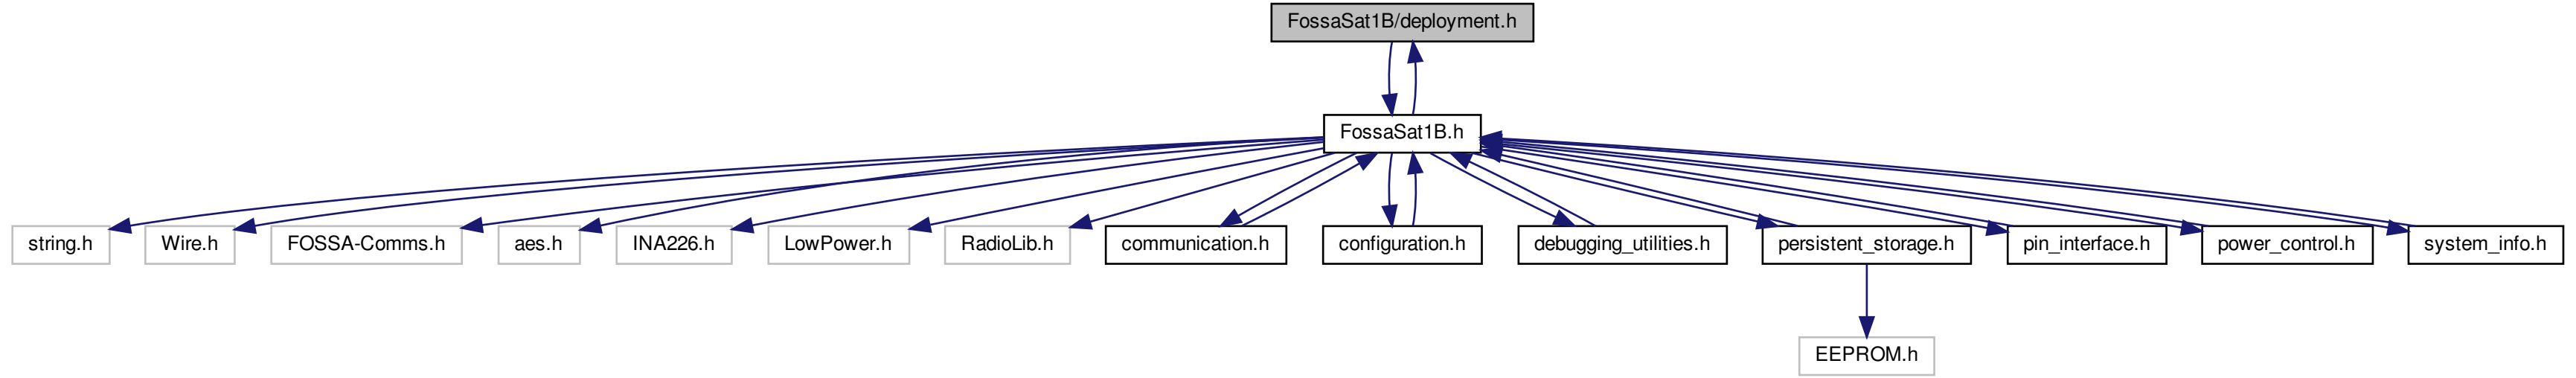 FossaSat1B/deployment.h
FossaSat1B.h
string.h
Wire.h
FOSSA-Comms.h
aes.h
INA226.h
LowPower.h
RadioLib.h
communication.h
configuration.h
debugging_utilities.h
persistent_storage.h
pin_interface.h
power_control.h
system_info.h
EEPROM.h